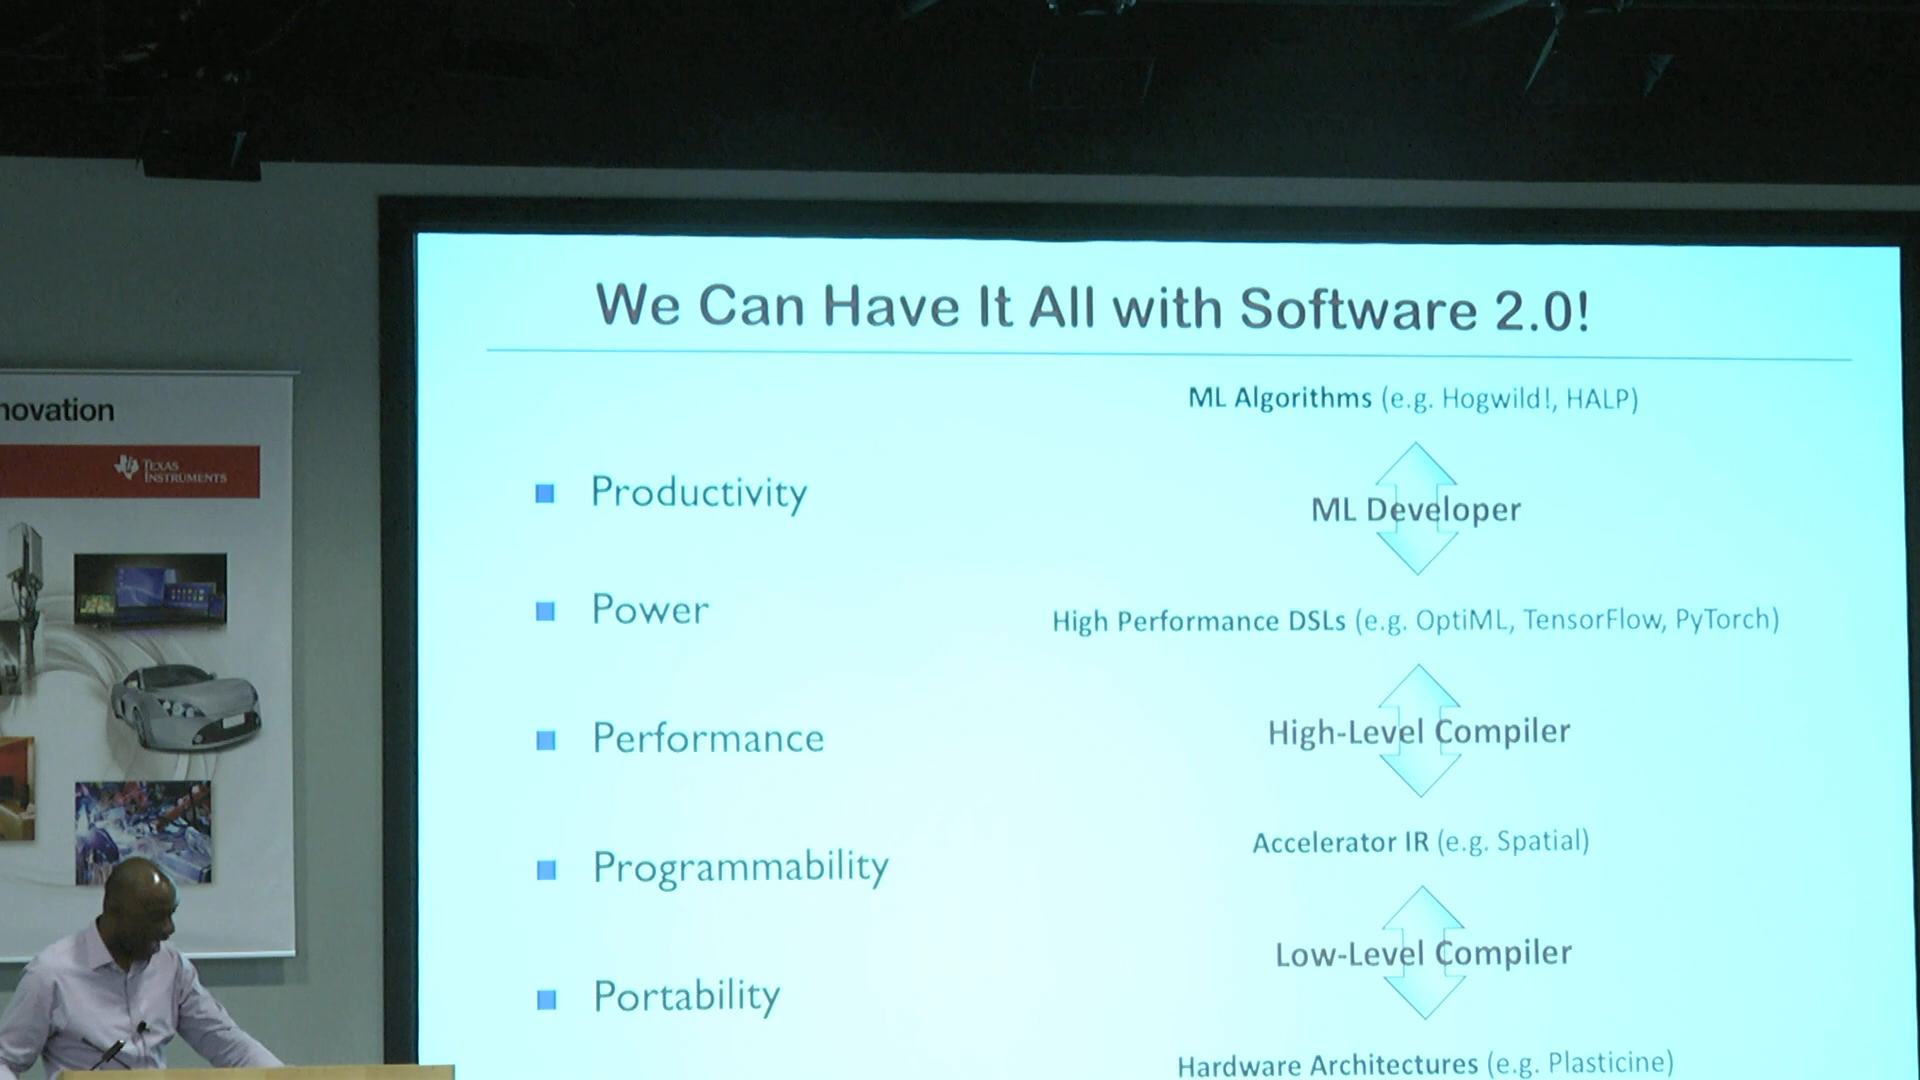 We Can Have It All with Software 2.0!
ML Algorithms (e.g. Hogwild!, HALP)
Productivity
ML Developer
Power
High Performance DSLs (e.g. OptiML, TensorFlow, PyTorch)
Performance
High-Level Compiler
Programmability
Accelerator IR (e.g. Spatial)
Portability
Low-Level Compiler
Hardware Architectures (e.g. Plasticine)
novation
TEXAS
INSTRUMENTS